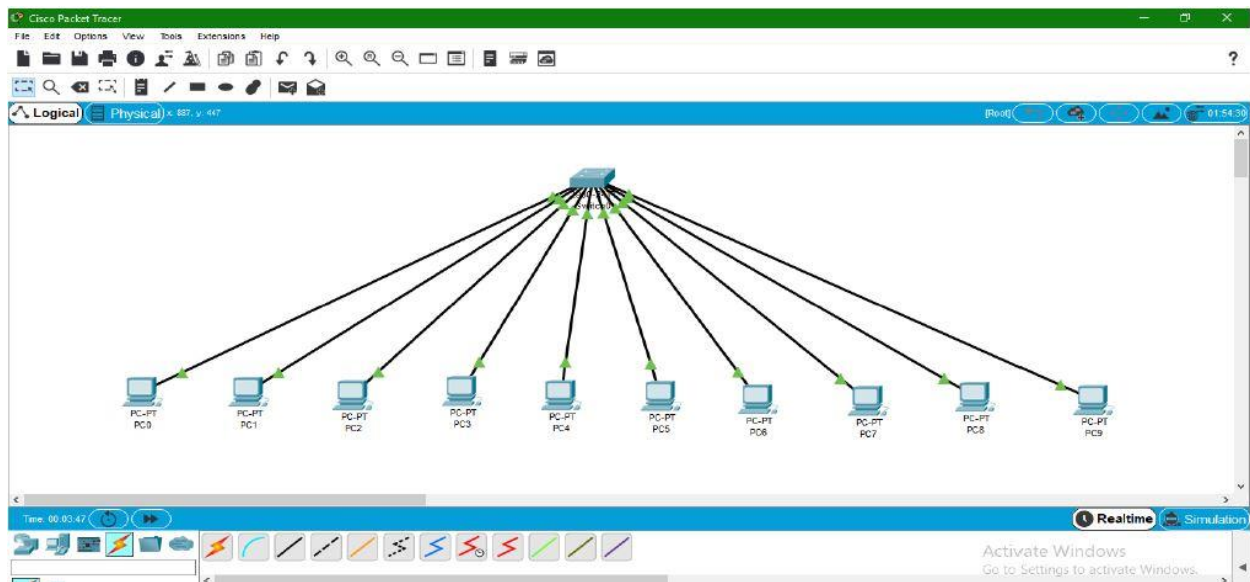 Cisco Packet Tracer
File Edit Options View Tools Extensions Help
?
Logical Physical x: 887, y: 447 [Root] 01:54:30
Switch0
PC-PT PC-PT PC-PT PC-PT PC-PT PC-PT PC-PT PC-PT PC-PT PC-PT
PC0 PC1 PC2 PC3 PC4 PC5 PC6 PC7 PC8 PC9
Time: 00:03:47 Realtime Simulation
Activate Windows
Go to Settings to activate Windows.